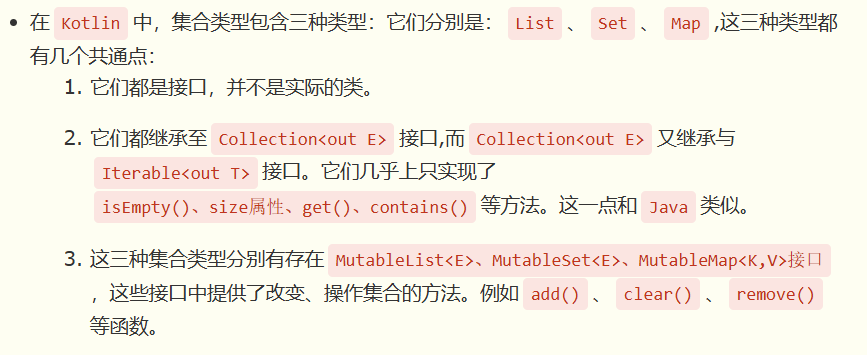 在 Kotlin 中，集合类型包含三种类型：它们分别是： List 、 Set 、 Map ,这三种类型都
有几个共通点：
1. 它们都是接口，并不是实际的类。
2. 它们都继承至 Collection<out E> 接口,而 Collection<out E> 又继承与
Iterable<out T> 接口。它们几乎上只实现了
isEmpty()、size属性、get()、contains() 等方法。这一点和 Java 类似。
3. 这三种集合类型分别有存在 MutableList<E>、MutableSet<E>、MutableMap<K,V>接口
，这些接口中提供了改变、操作集合的方法。例如 add() 、 clear() 、 remove()
等函数。